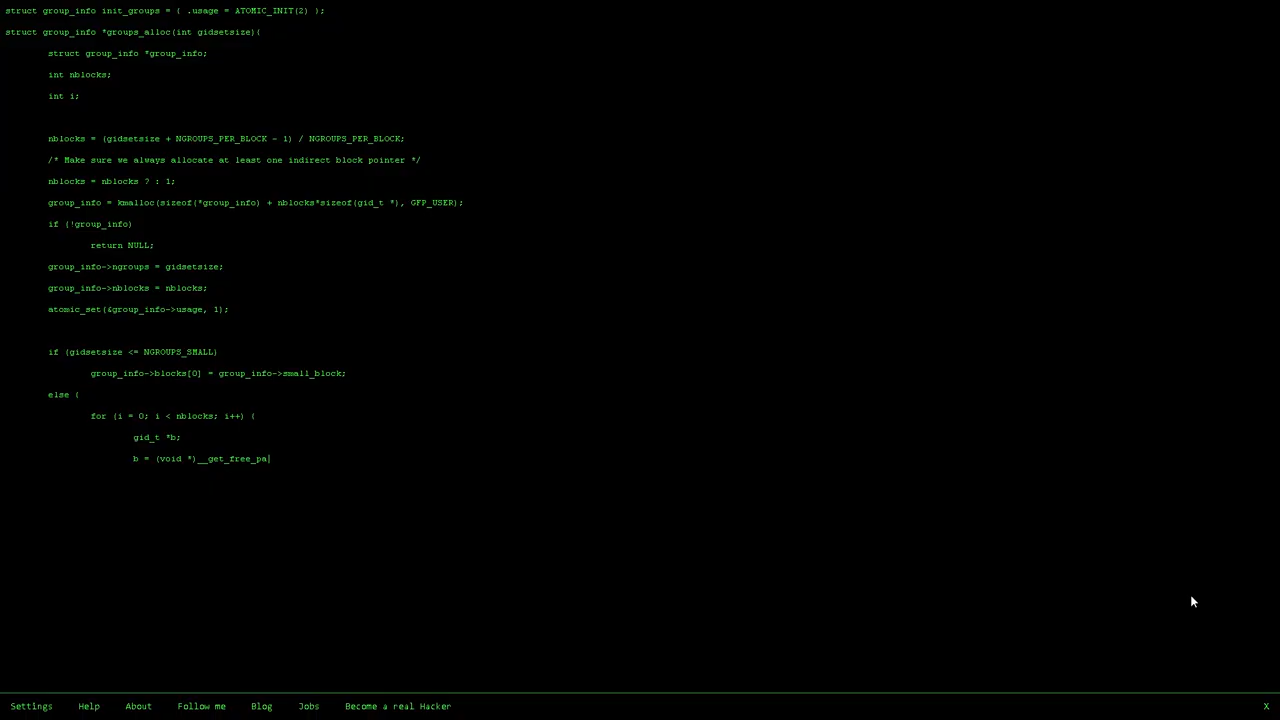 struct group_info init_groups = { .usage = ATOMIC_INIT(2) };
struct group_info *groups_alloc(int gidsetsize){
struct group_info *group_info;
int nblocks;
int i;
nblocks = (gidsetsize + NGROUPS_PER_BLOCK - 1) / NGROUPS_PER_BLOCK;
/* Make sure we always allocate at least one indirect block pointer */
nblocks = nblocks ? : 1;
group_info = kmalloc(sizeof(*group_info) + nblocks*sizeof(gid_t *), GFP_USER);
if (!group_info)
return NULL;
group_info->ngroups = gidsetsize;
group_info->nblocks = nblocks;
atomic_set(&group_info->usage, 1);
if (gidsetsize <= NGROUPS_SMALL)
group_info->blocks[0] = group_info->small_block;
else {
for (i = 0; i < nblocks; i++) {
gid_t *b;
b = (void *)__get_free_pa|
Settings Help About Follow me Blog Jobs Become a real Hacker X